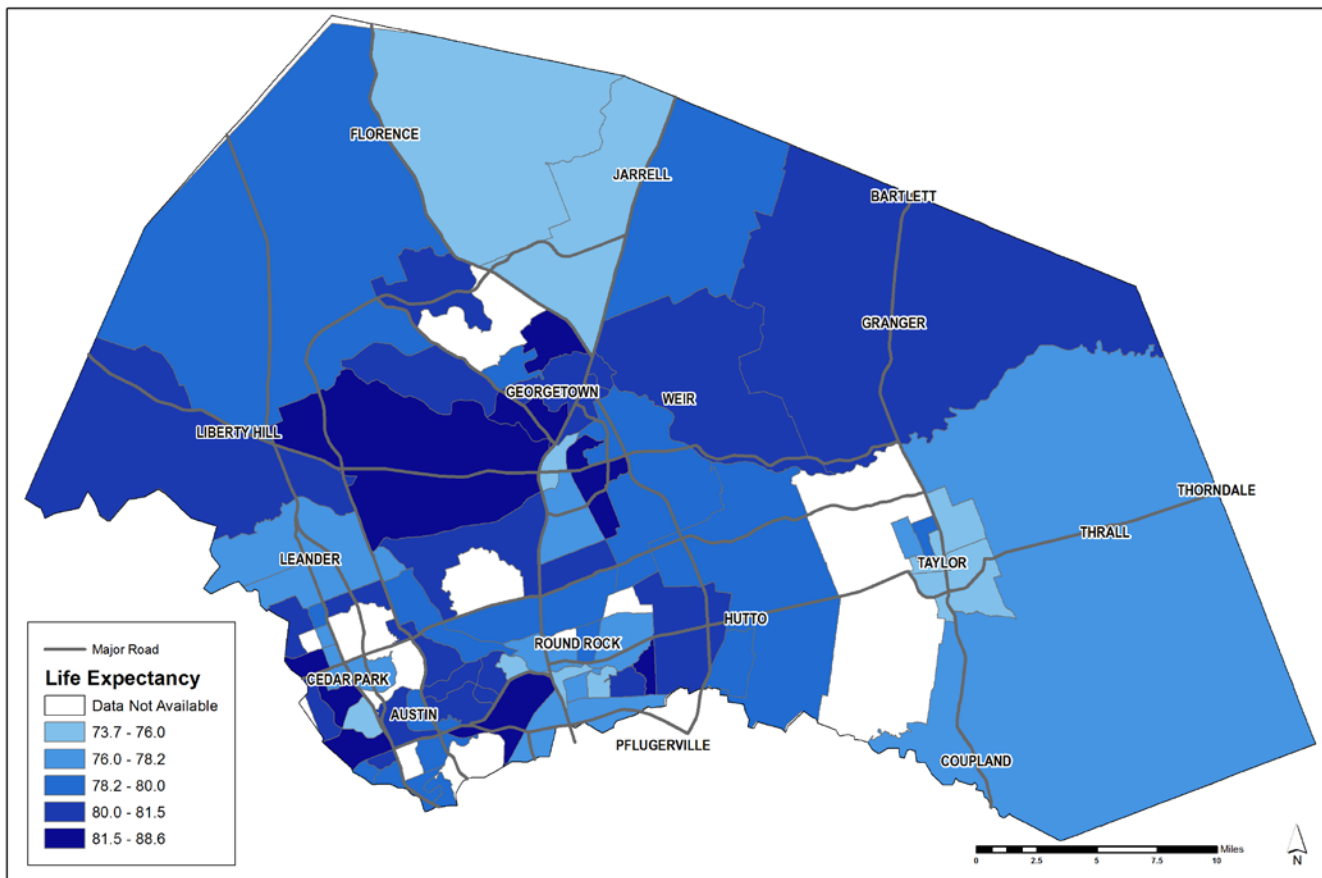 FLORENCE
JARRELL
BARTLETT
GRANGER
GEORGETOWN
WEIR
LIBERTY HILL
THORNDALE
THRALL
LEANDER
TAYLOR
HUTTO
ROUND ROCK
CEDAR PARK
AUSTIN
PFLUGERVILLE
COUPLAND
Major Road
Life Expectancy
Data Not Available
73.7 - 76.0
76.0 - 78.2
78.2 - 80.0
80.0 - 81.5
81.5 - 88.6
Miles
0 2.5 5 7.5 10
N